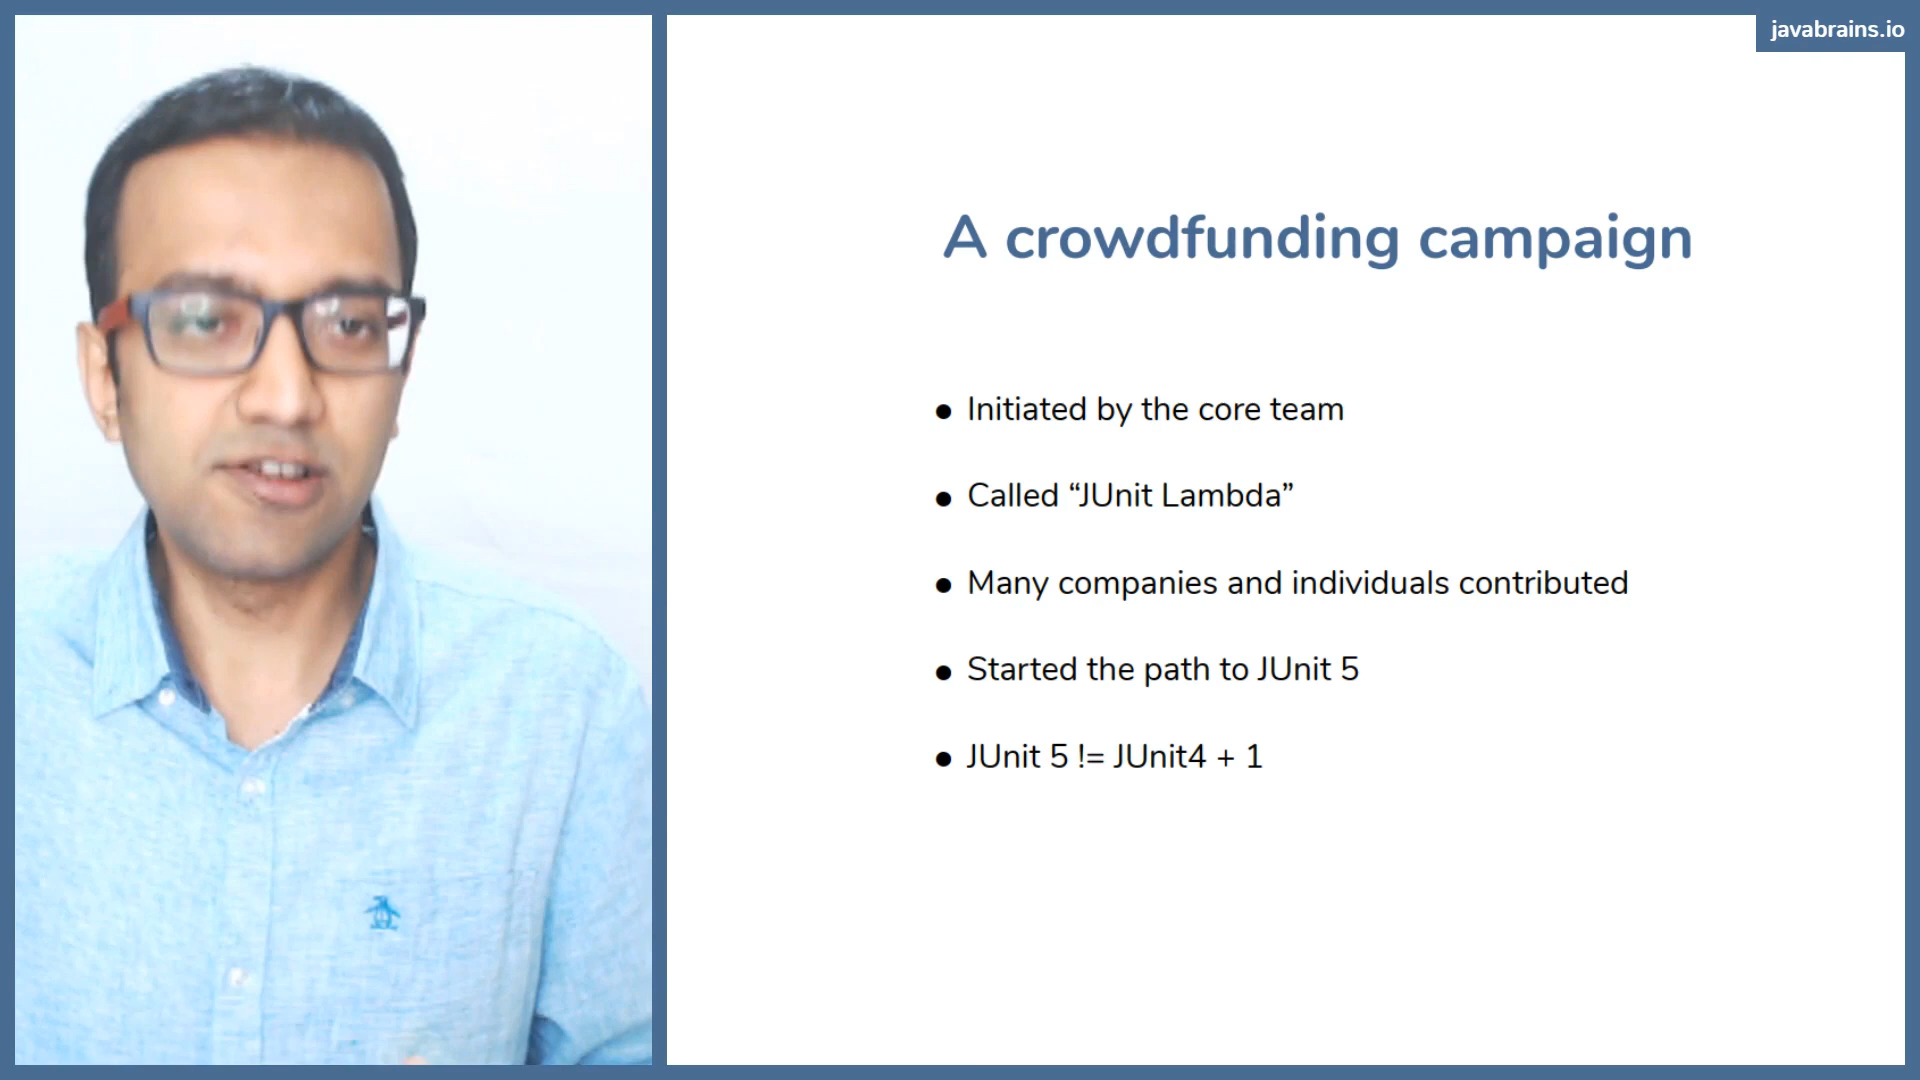 javabrains.io
A crowdfunding campaign
● Initiated by the core team
● Called “JUnit Lambda”
● Many companies and individuals contributed
● Started the path to JUnit 5
● JUnit 5 != JUnit4 + 1